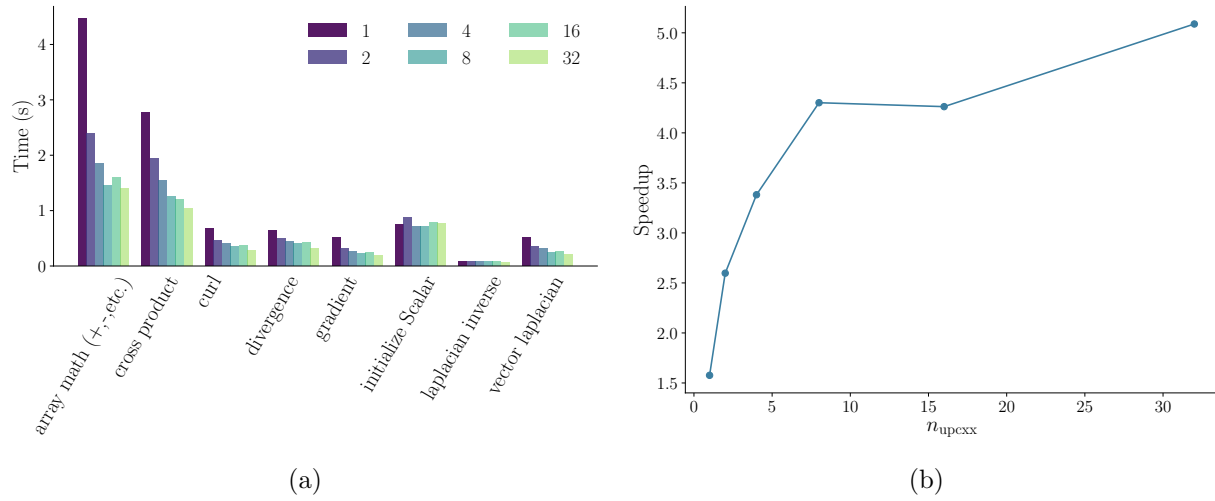 4
3
2
1
0
Time (s)
1 4 16
2 8 32
array math (+,-,etc.)
cross product
curl
divergence
gradient
initialize Scalar
laplacian inverse
vector laplacian
(a)
5.0
4.5
4.0
3.5
3.0
2.5
2.0
1.5
Speedup
0 5 10 15 20 25 30
n_upcxx
(b)